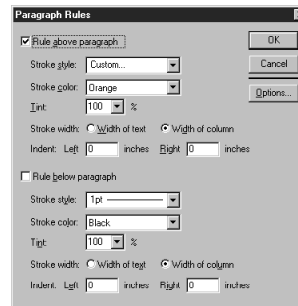 Paragraph Rules
Rule above paragraph
OK
Stroke style: Custom...
Cancel
Stroke color: Orange
Options...
Tint: 100 %
Stroke width: Width of text Width of column
Indent: Left 0 inches Right 0 inches
Rule below paragraph
Stroke style: 1pt
Stroke color: Black
Tint: 100 %
Stroke width: Width of text Width of column
Indent: Left 0 inches Right 0 inches